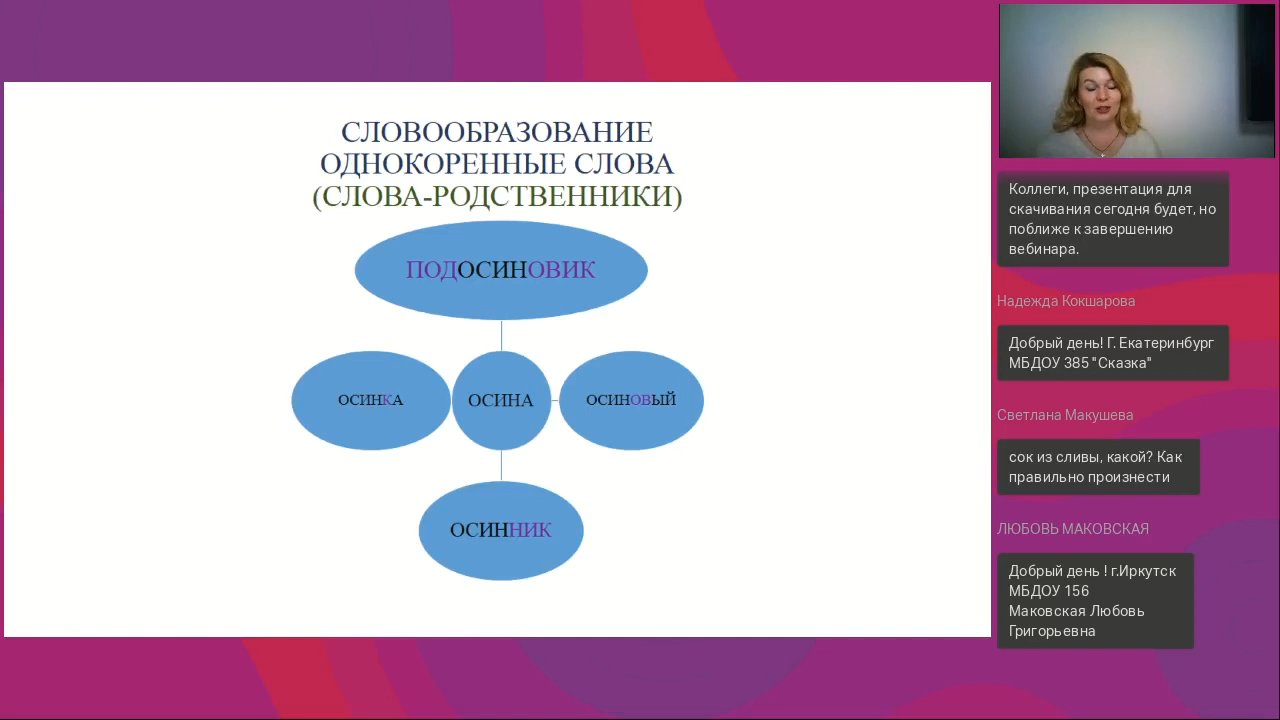 СЛОВООБРАЗОВАНИЕ
ОДНОКОРЕННЫЕ СЛОВА
(СЛОВА-РОДСТВЕННИКИ)
ПОДОСИНОВИК
ОСИНКА
ОСИНА
ОСИНОВЫЙ
ОСИННИК
Коллеги, презентация для
скачивания сегодня будет, но
поближе к завершению
вебинара.
Надежда Кокшарова
Добрый день! Г. Екатеринбург
МБДОУ 385 "Сказка"
Светлана Макушева
сок из сливы, какой? Как
правильно произнести
ЛЮБОВЬ МАКОВСКАЯ
Добрый день ! г.Иркутск
МБДОУ 156
Маковская Любовь
Григорьевна